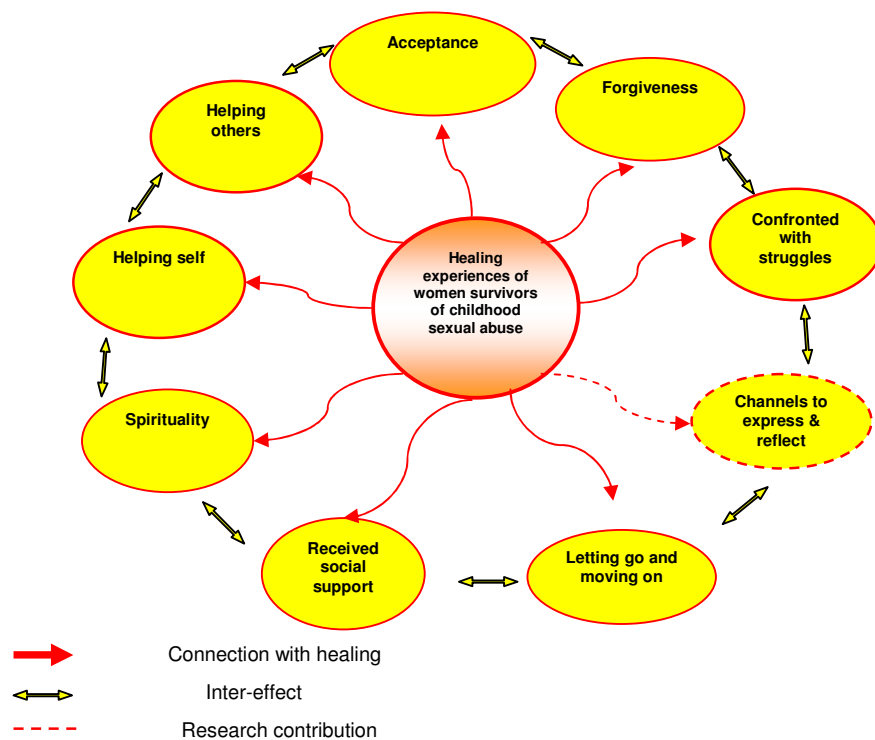 Acceptance
Forgiveness
Helping
others
Confronted
with
struggles
Helping self
Healing
experiences of
women survivors
of childhood
sexual abuse
Channels to
express &
reflect
Spirituality
Received
social
support
Letting go and
moving on
Connection with healing
Inter-effect
Research contribution